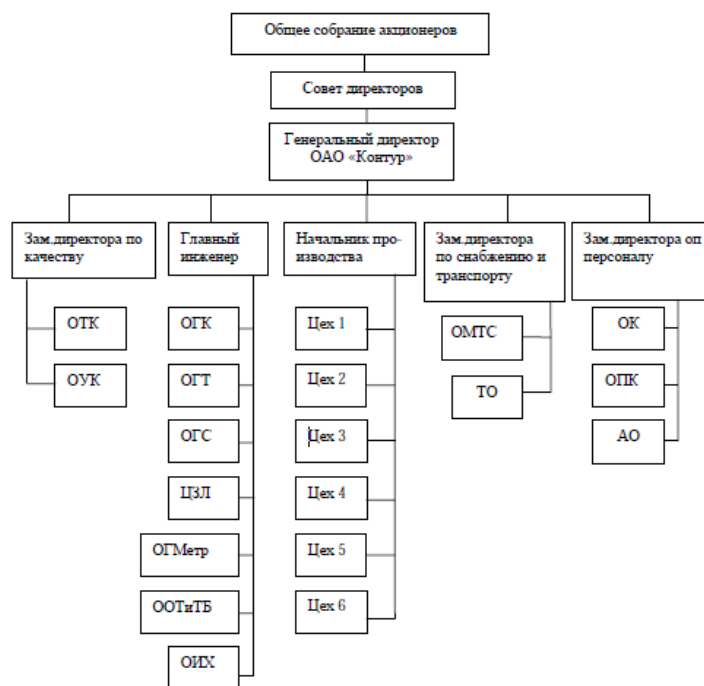 Общее собрание акционеров
Совет директоров
Генеральный директор
ОАО «Контур»
Зам.директора по
качеству
Главный
инженер
Начальник про-
изводства
Зам.директора
по снабжению и
транспорту
Зам.директора оп
персоналу
ОТК
ОУК
ОГК
ОГТ
ОГС
ЦЗЛ
ОГМетр
ООТиТБ
ОИХ
Цех 1
Цех 2
Цех 3
Цех 4
Цех 5
Цех 6
ОМТС
ТО
ОК
ОПК
АО